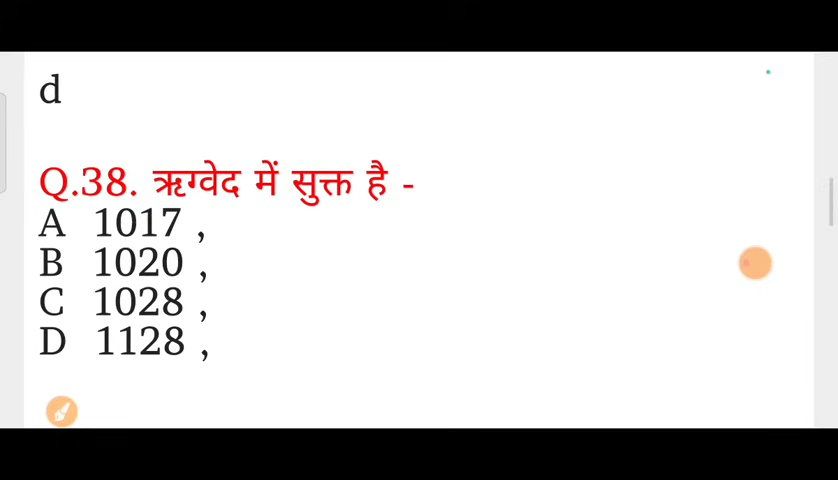 d
Q.38. ऋग्वेद में सुक्त है -
A 1017 ,
B 1020 ,
C 1028 ,
D 1128 ,